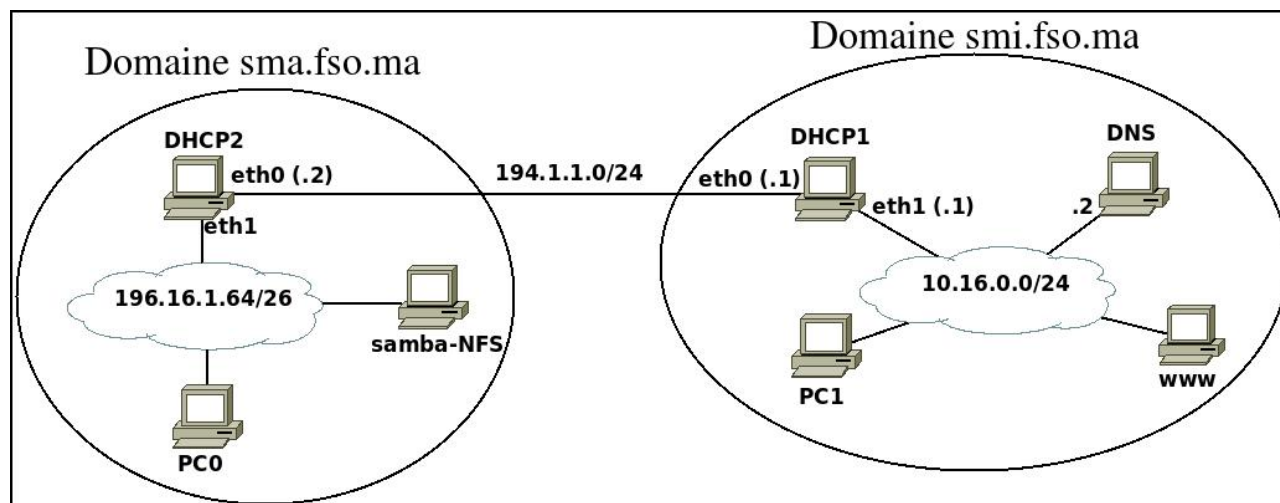 Domaine sma.fso.ma
Domaine smi.fso.ma
DHCP2
eth0 (.2)
eth1
194.1.1.0/24
DHCP1
eth0 (.1)
eth1 (.1)
DNS
.2
196.16.1.64/26
samba-NFS
PC0
10.16.0.0/24
PC1
www